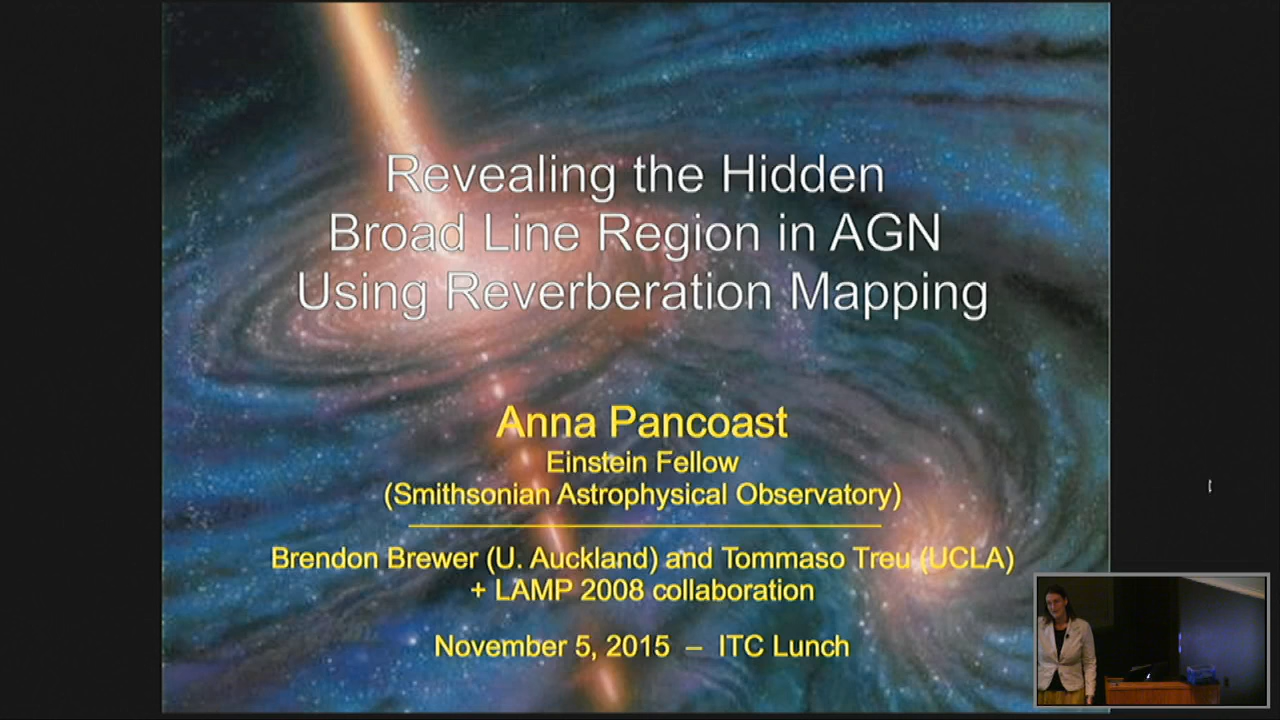 Revealing the Hidden
Broad Line Region in AGN
Using Reverberation Mapping
Anna Pancoast
Einstein Fellow
(Smithsonian Astrophysical Observatory)
Brendon Brewer (U. Auckland) and Tommaso Treu (UCLA)
+ LAMP 2008 collaboration
November 5, 2015 – ITC Lunch